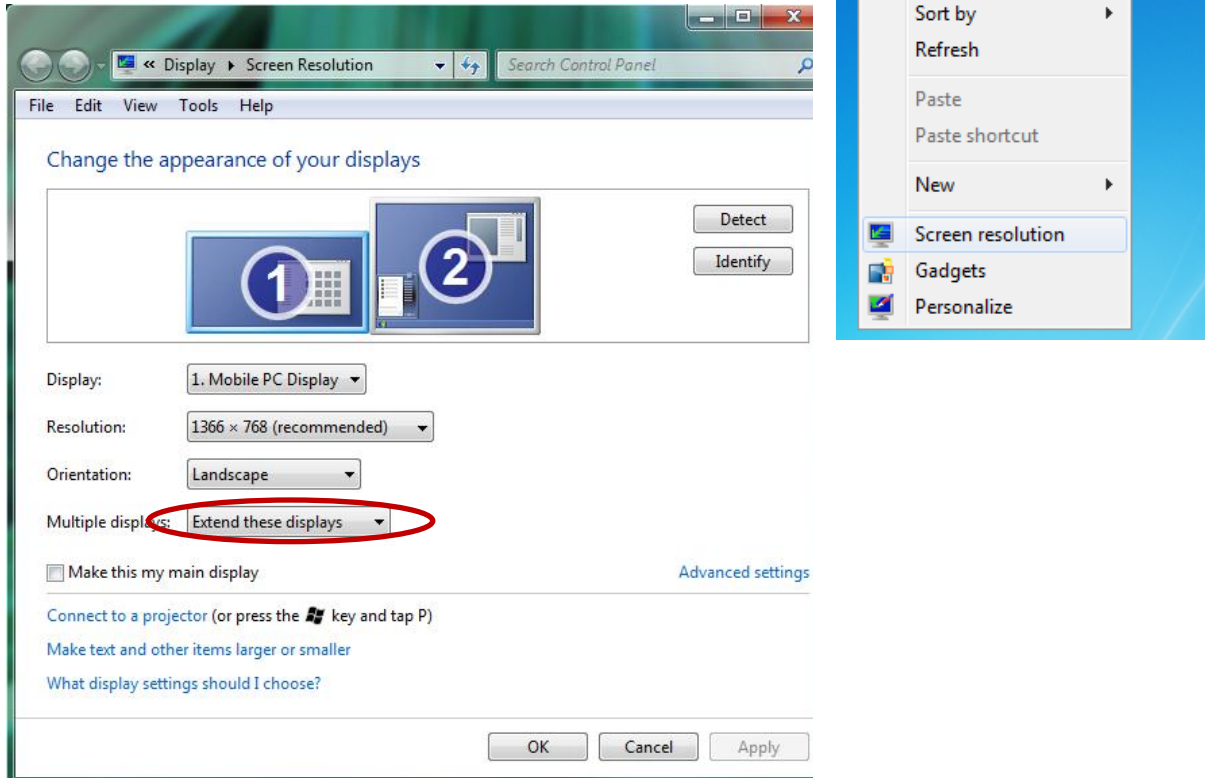 « Display ▸ Screen Resolution
Search Control Panel
File Edit View Tools Help
Change the appearance of your displays
1
2
Detect
Identify
Display: 1. Mobile PC Display
Resolution: 1366 × 768 (recommended)
Orientation: Landscape
Multiple displays: Extend these displays
Make this my main display
Advanced settings
Connect to a projector (or press the key and tap P)
Make text and other items larger or smaller
What display settings should I choose?
OK Cancel Apply
Sort by
Refresh
Paste
Paste shortcut
New
Screen resolution
Gadgets
Personalize